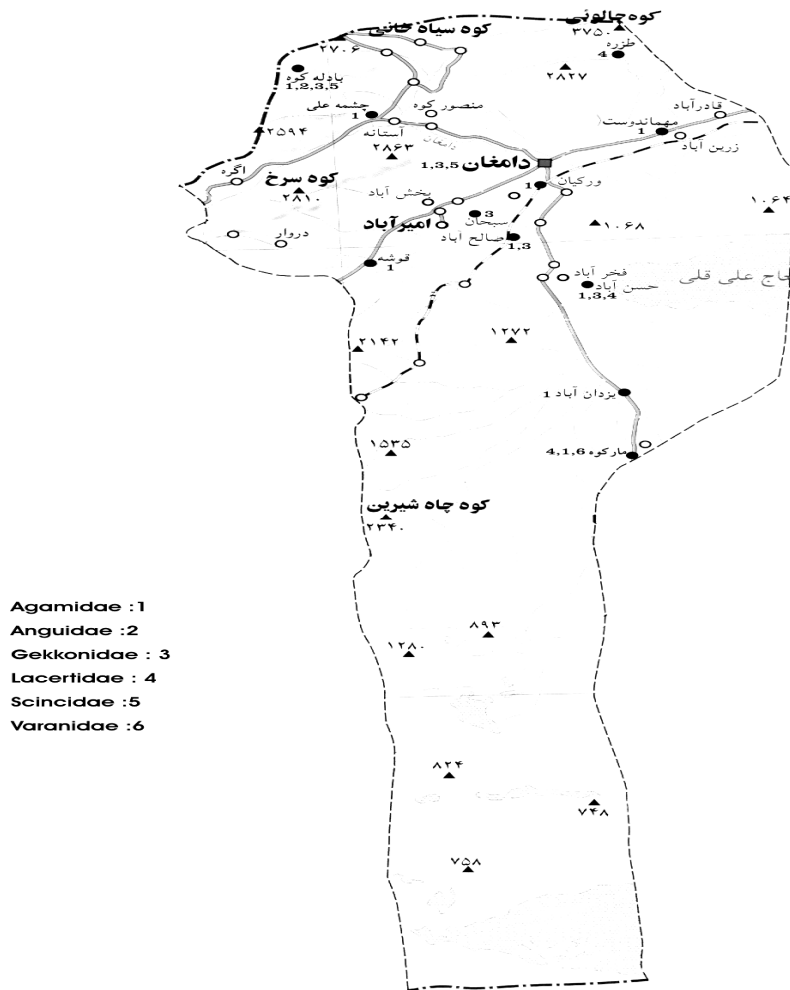 کوه چالوئی
۳۷۵۰
کوه سیاه خانی
۲۷۰۶
طزره
4
۲۸۲۷
بادله کوه
1,2,3,5
منصور کوه
چشمه علی
1
قادرآباد
مهماندوست
1
زرین آباد
آستانه
دامغان
۲۵۹۴
۲۸۶۳
دامغان
1,3,5
اگره
کوه سرخ
۲۸۱۰
ورکیان
1
بخش آباد
۱۰۶۴
3
سبحان
امیرآباد
صالح آباد
1,3
۱۰۶۸
دروار
قوشه
1
فخر آباد
حسن آباد
1,3,4
حاج علی قلی
۲۱۴۲
۱۲۷۲
یزدان آباد 1
۱۵۳۵
مارکوه 4,1,6
کوه چاه شیرین
۲۳۴۰
Agamidae :1
Anguidae :2
Gekkonidae : 3
Lacertidae : 4
Scincidae :5
Varanidae :6
۸۹۳
۱۲۸۰
۸۲۴
۷۴۸
۷۵۸